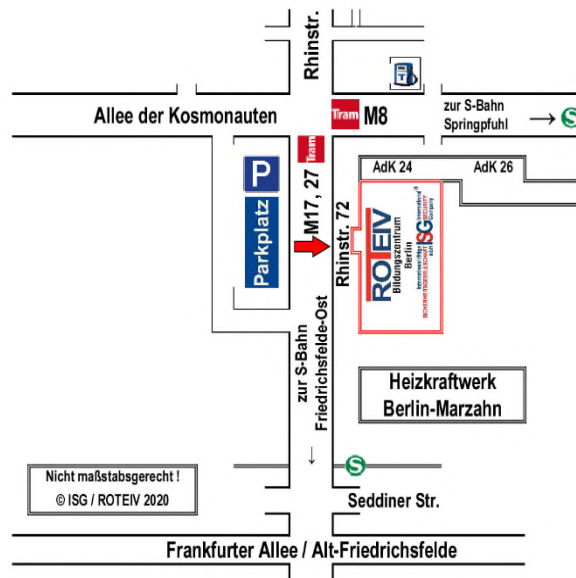 Rhinstr.
Allee der Kosmonauten
Tram M8
zur S-Bahn
Springpfuhl → S
Tram
M17, 27
AdK 24
AdK 26
P
Parkplatz
Rhinstr. 72
ROTEIV
Bildungszentrum
Berlin
ISG
zur S-Bahn
Friedrichsfelde-Ost
→
Heizkraftwerk
Berlin-Marzahn
S
Nicht maßstabsgerecht !
© ISG / ROTEIV 2020
Seddiner Str.
Frankfurter Allee / Alt-Friedrichsfelde